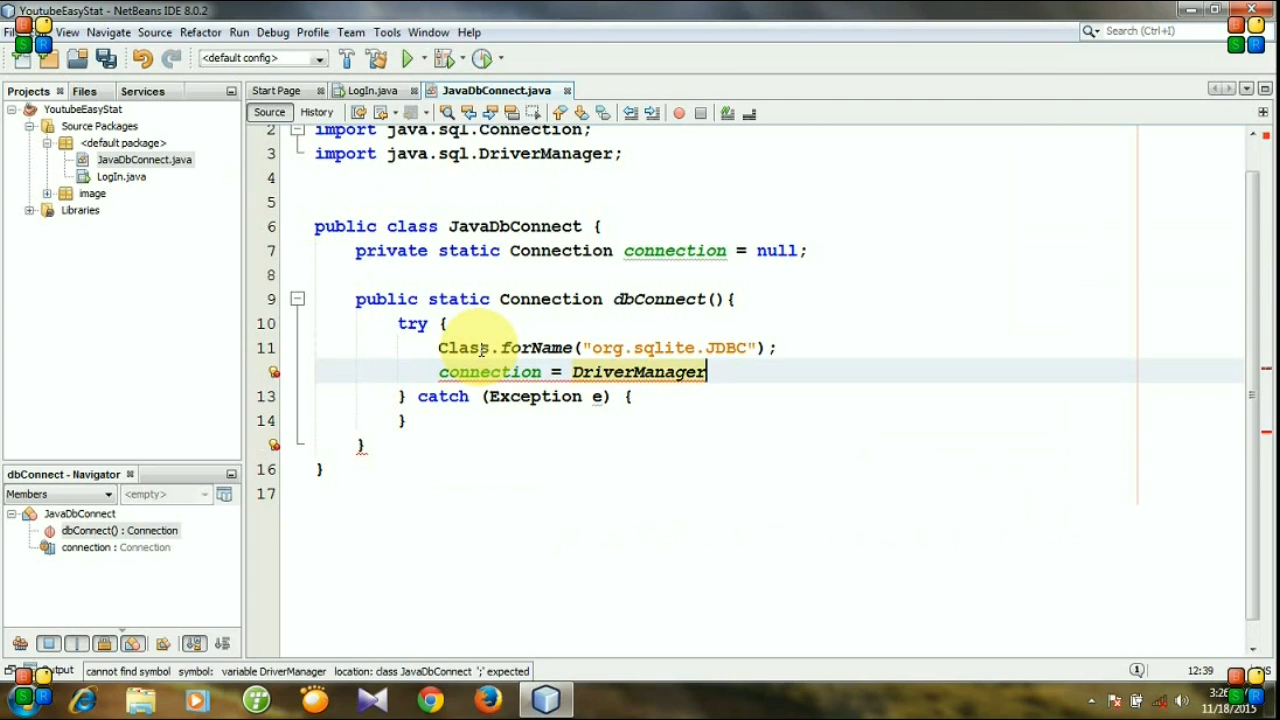 YoutubeEasyStat - NetBeans IDE 8.0.2
View Navigate Source Refactor Run Debug Profile Team Tools Window Help
Search (Ctrl+I)
<default config>
Projects Files Services
Start Page LogIn.java JavaDbConnect.java
Source History
YoutubeEasyStat
Source Packages
<default package>
JavaDbConnect.java
LogIn.java
image
Libraries
2 import java.sql.Connection;
3 import java.sql.DriverManager;
4
5
6 public class JavaDbConnect {
7 private static Connection connection = null;
8
9 public static Connection dbConnect(){
10 try {
11 Class.forName("org.sqlite.JDBC");
connection = DriverManager
13 } catch (Exception e) {
14 }
}
16 }
17
dbConnect - Navigator
Members <empty>
JavaDbConnect
dbConnect() : Connection
connection : Connection
cannot find symbol symbol: variable DriverManager location: class JavaDbConnect ';' expected
1 12:39
11/18/2015